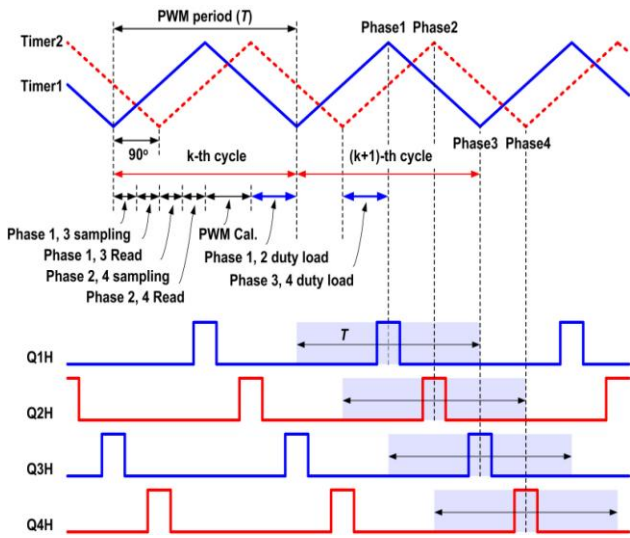 PWM period (T)
Timer2
Phase1 Phase2
Timer1
Phase3 Phase4
90°
k-th cycle
(k+1)-th cycle
Phase 1, 3 sampling
PWM Cal.
Phase 1, 3 Read
Phase 1, 2 duty load
Phase 2, 4 sampling
Phase 3, 4 duty load
Phase 2, 4 Read
T
Q1H
Q2H
Q3H
Q4H